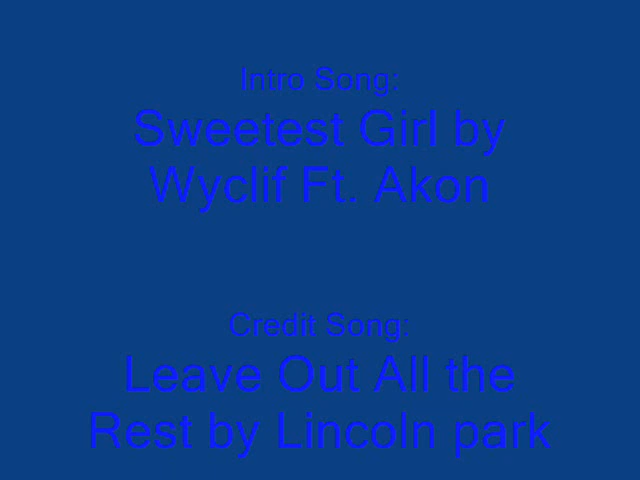 Intro Song:
Sweetest Girl by
Wyclif Ft. Akon
Credit Song:
Leave Out All the
Rest by Lincoln park